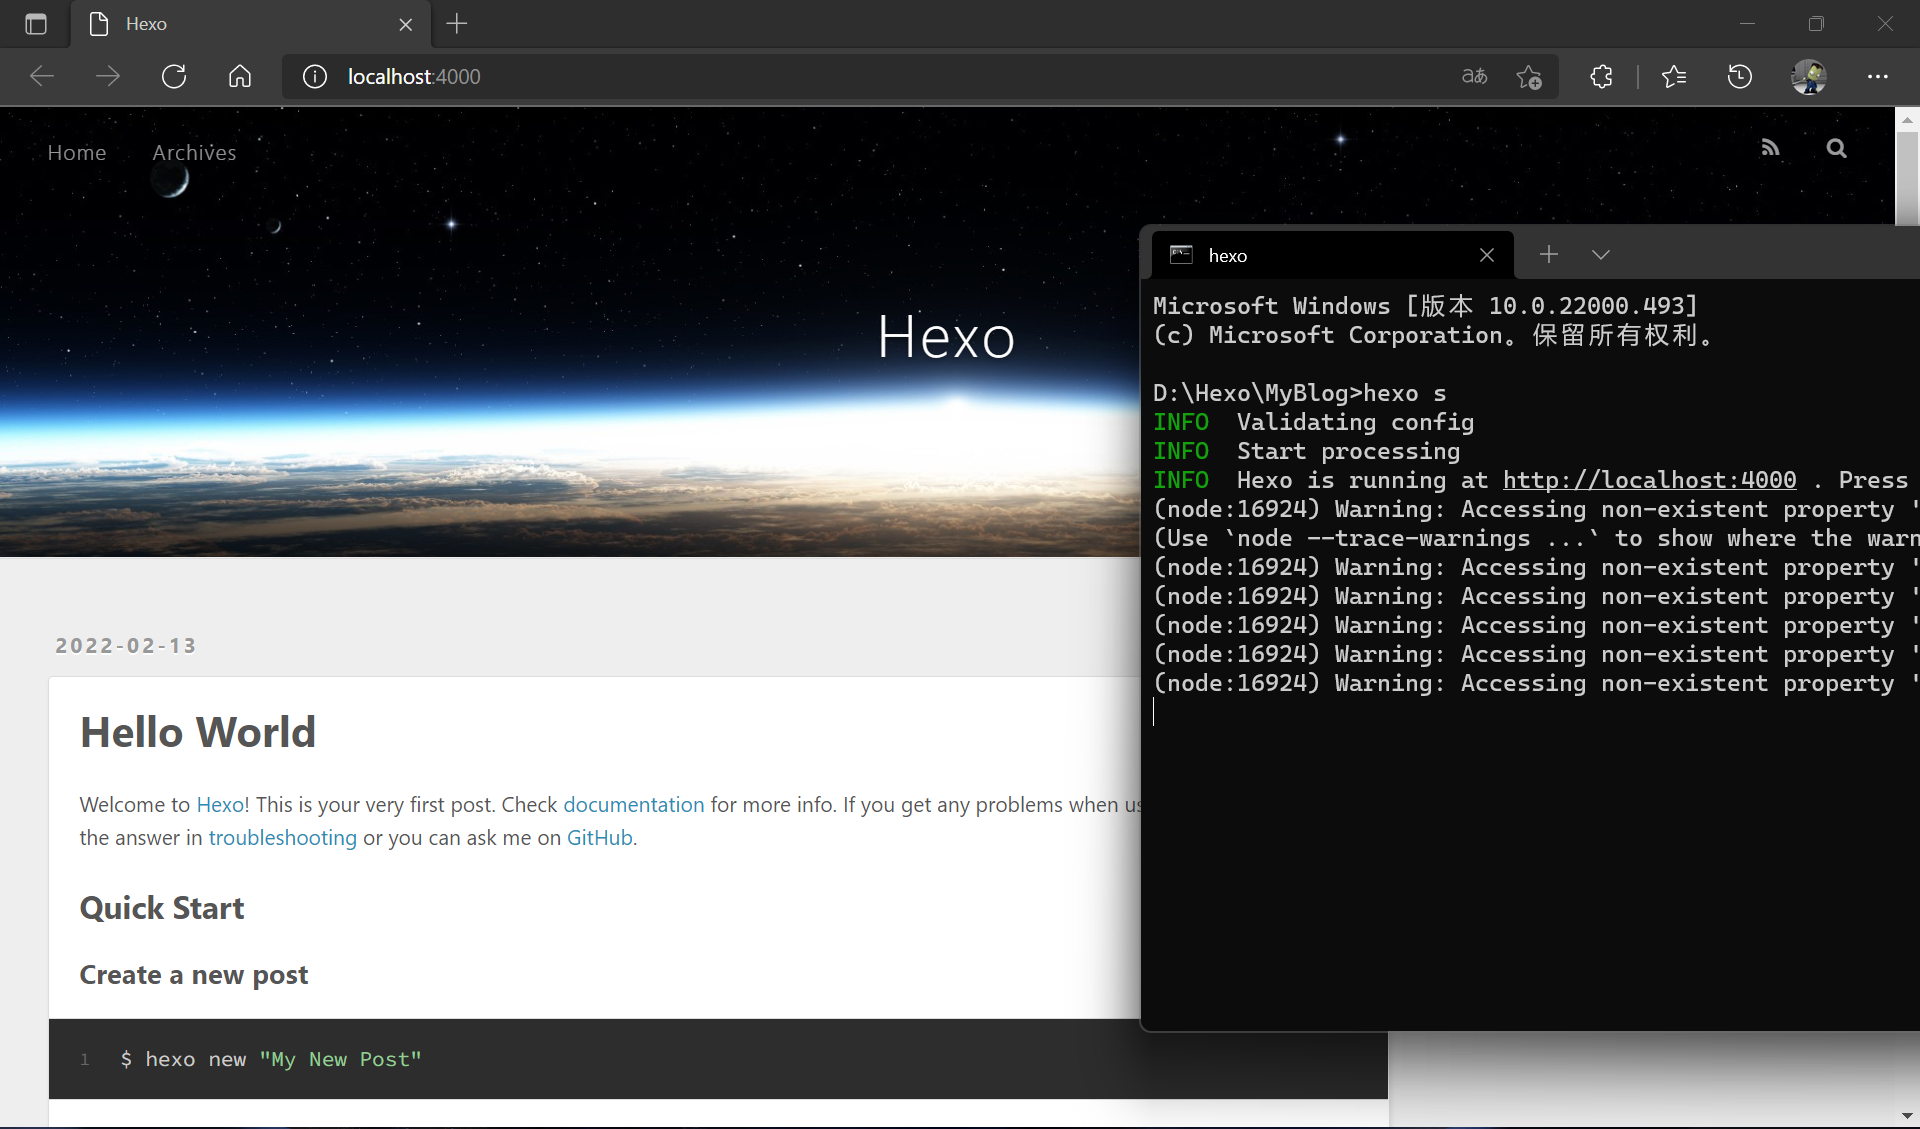 Hexo
localhost:4000
aあ
Home
Archives
Hexo
2022-02-13
Hello World
Welcome to Hexo! This is your very first post. Check documentation for more info. If you get any problems when
the answer in troubleshooting or you can ask me on GitHub.
Quick Start
Create a new post
1 $ hexo new "My New Post"
hexo
Microsoft Windows [版本 10.0.22000.493]
(c) Microsoft Corporation。保留所有权利。
D:\Hexo\MyBlog>hexo s
INFO  Validating config
INFO  Start processing
INFO  Hexo is running at http://localhost:4000 . Press
(node:16924) Warning: Accessing non-existent property '
(Use `node --trace-warnings ...` to show where the warn
(node:16924) Warning: Accessing non-existent property '
(node:16924) Warning: Accessing non-existent property '
(node:16924) Warning: Accessing non-existent property '
(node:16924) Warning: Accessing non-existent property '
(node:16924) Warning: Accessing non-existent property '